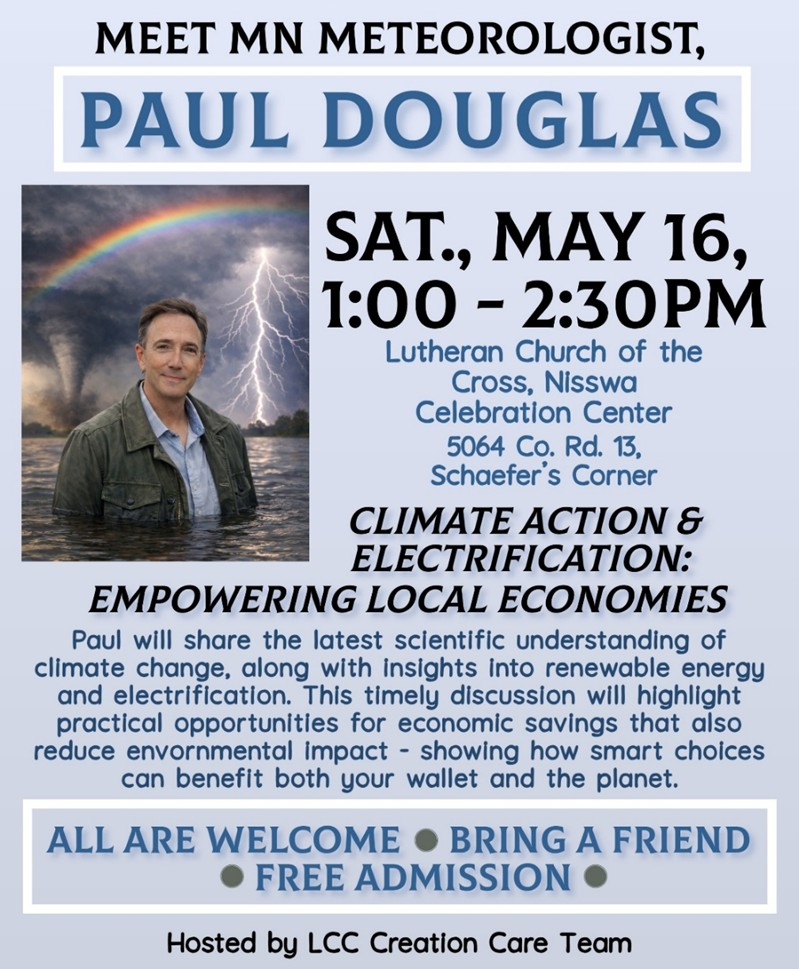 MEET MN METEOROLOGIST,
PAUL DOUGLAS
SAT., MAY 16,
1:00 - 2:30PM
Lutheran Church of the
Cross, Nisswa
Celebration Center
5064 Co. Rd. 13,
Schaefer's Corner
CLIMATE ACTION &
ELECTRIFICATION:
EMPOWERING LOCAL ECONOMIES
Paul will share the latest scientific understanding of
climate change, along with insights into renewable energy
and electrification. This timely discussion will highlight
practical opportunities for economic savings that also
reduce envornmental impact - showing how smart choices
can benefit both your wallet and the planet.
ALL ARE WELCOME ● BRING A FRIEND
● FREE ADMISSION ●
Hosted by LCC Creation Care Team